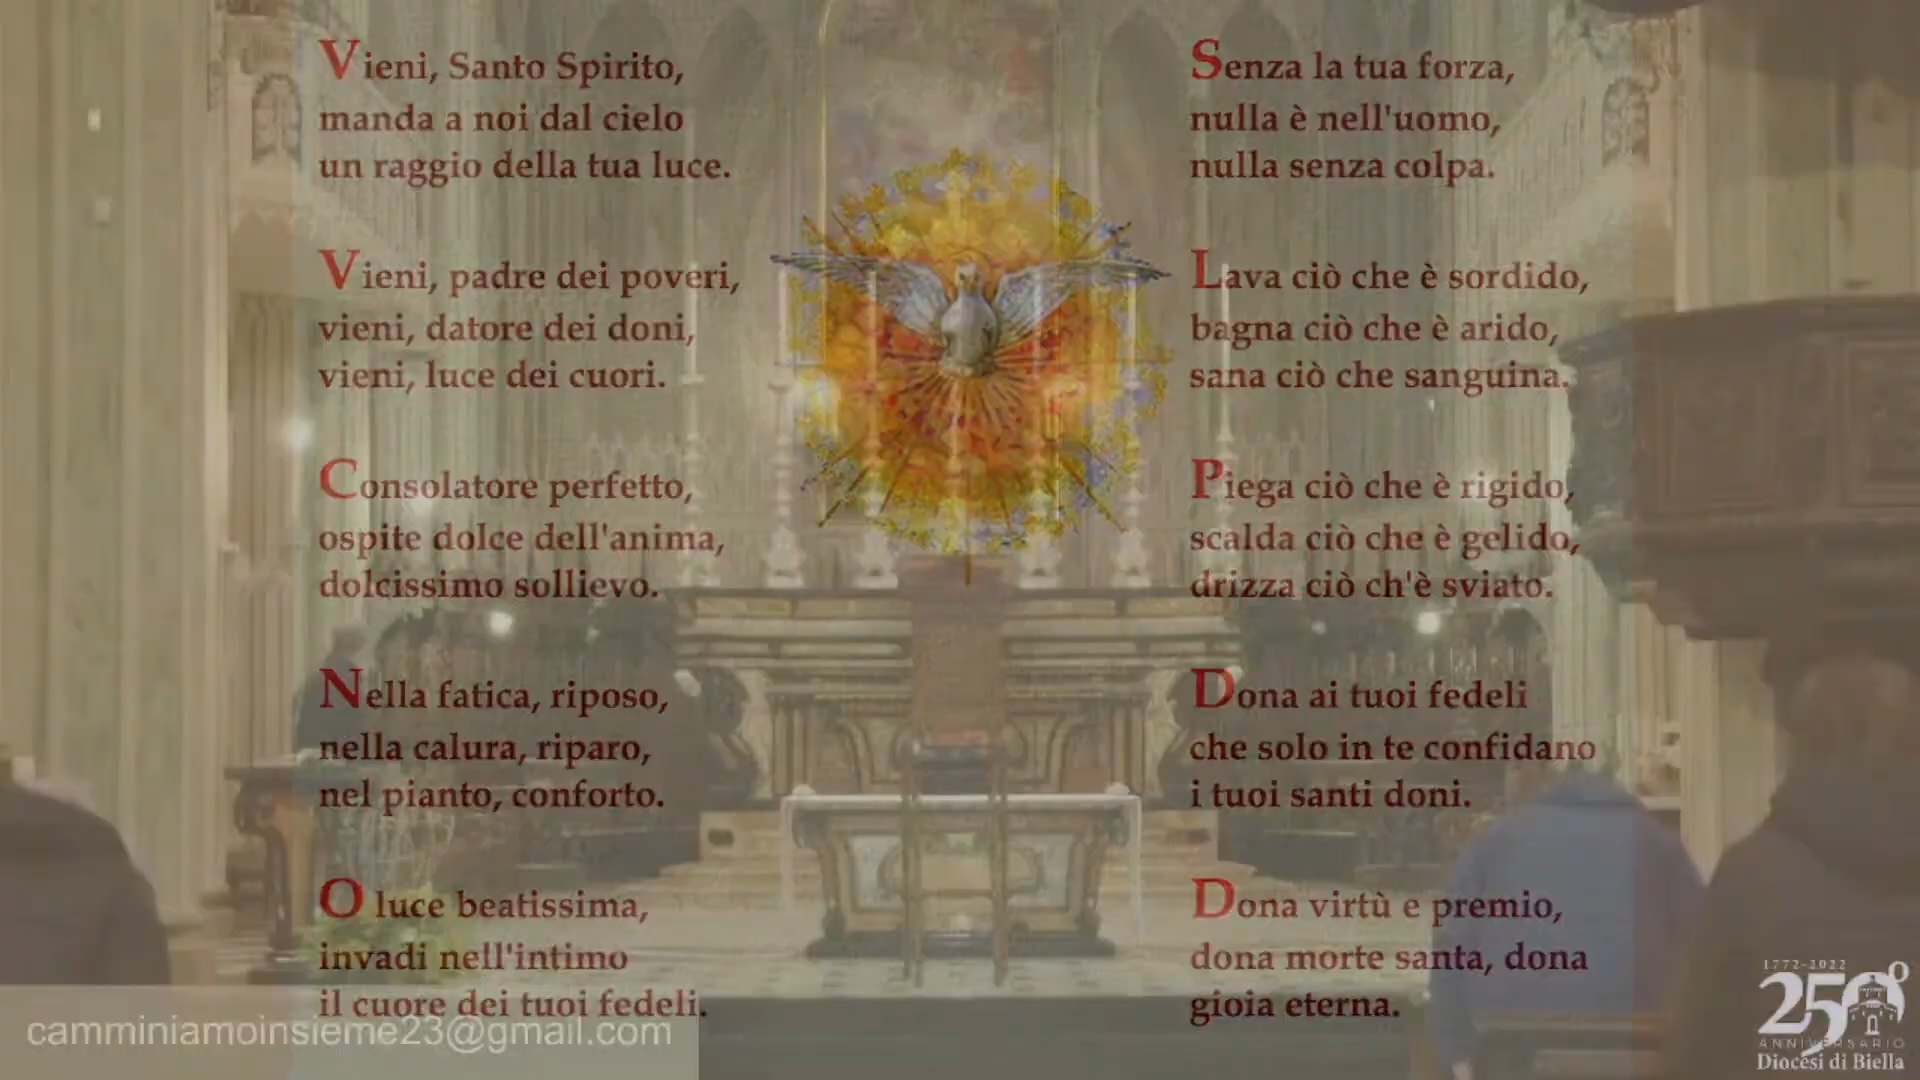 Vieni, Santo Spirito,
manda a noi dal cielo
un raggio della tua luce.
Vieni, padre dei poveri,
vieni, datore dei doni,
vieni, luce dei cuori.
Consolatore perfetto,
ospite dolce dell'anima,
dolcissimo sollievo.
Nella fatica, riposo,
nella calura, riparo,
nel pianto, conforto.
O luce beatissima,
invadi nell'intimo
il cuore dei tuoi fedeli.
Senza la tua forza,
nulla è nell'uomo,
nulla senza colpa.
Lava ciò che è sordido,
bagna ciò che è arido,
sana ciò che sanguina.
Piega ciò che è rigido,
scalda ciò che è gelido,
drizza ciò ch'è sviato.
Dona ai tuoi fedeli
che solo in te confidano
i tuoi santi doni.
Dona virtù e premio,
dona morte santa, dona
gioia eterna.
camminiamoinsieme23@gmail.com
1772-2022
250º
ANNIVERSARIO
Diocesi di Biella